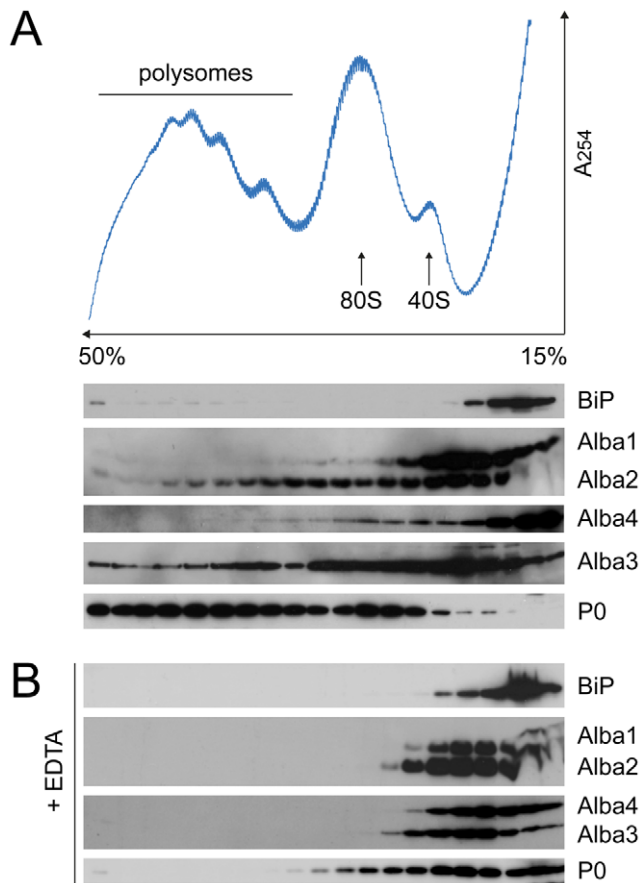 A
polysomes
A254
80S
40S
50%
15%
BiP
Alba1
Alba2
Alba4
Alba3
P0
B
+ EDTA
BiP
Alba1
Alba2
Alba4
Alba3
P0